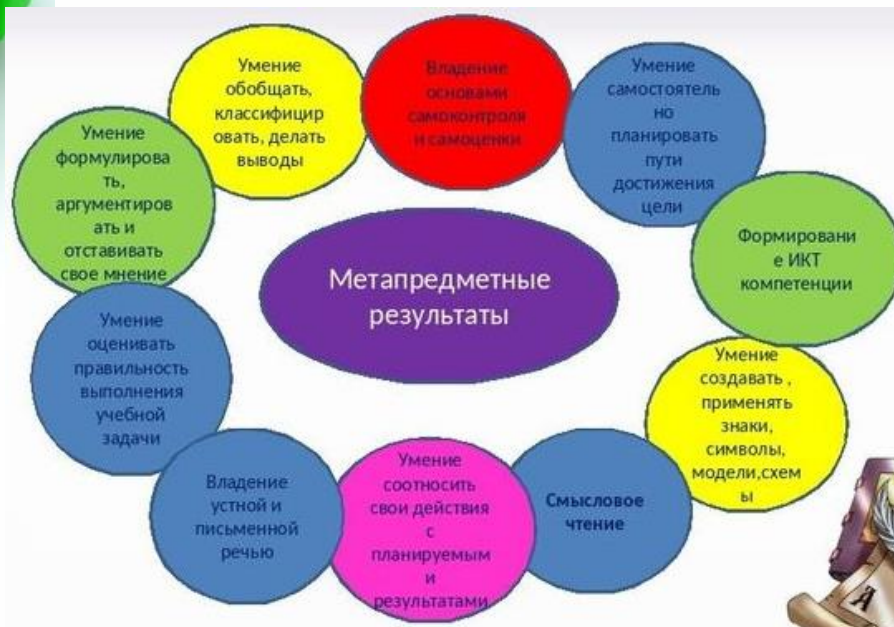 Умение
обобщать,
классифицир
овать, делать
выводы
Владение
основами
самоконтроля
и самоценки
Умение
самостоятель
но
планировать
пути
достижения
цели
Умение
формулирова
ть,
аргументиров
ать и
отставивать
свое мнение
Формировани
е ИКТ
компетенции
Метапредметные
результаты
Умение
оценивать
правильность
выполнения
учебной
задачи
Умение
создавать ,
применять
знаки,
символы,
модели,схем
ы
Владение
устной и
письменной
речью
Умение
соотносить
свои действия
с
планируемым
и
результатами
Смысловое
чтение
Я